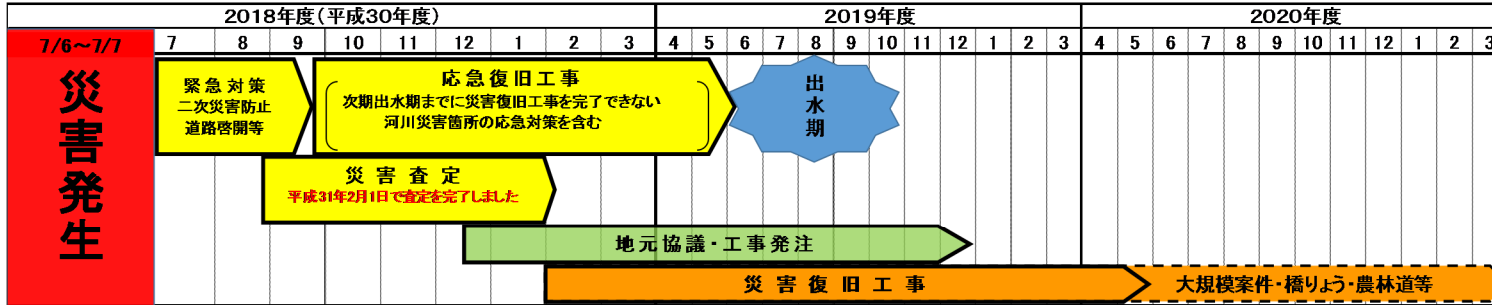 2018年度（平成30年度）
2019年度
2020年度
7/6～7/7
7 8 9 10 11 12 1 2 3 4 5 6 7 8 9 10 11 12 1 2 3 4 5 6 7 8 9 10 11 12 1 2 3
災害発生
緊急対策
二次災害防止
道路啓開等
応急復旧工事
次期出水期までに災害復旧工事を完了できない
河川災害箇所の応急対策を含む
出水期
災害査定
平成31年2月1日で査定を完了しました
地元協議・工事発注
災害復旧工事
大規模案件・橋りょう・農林道等